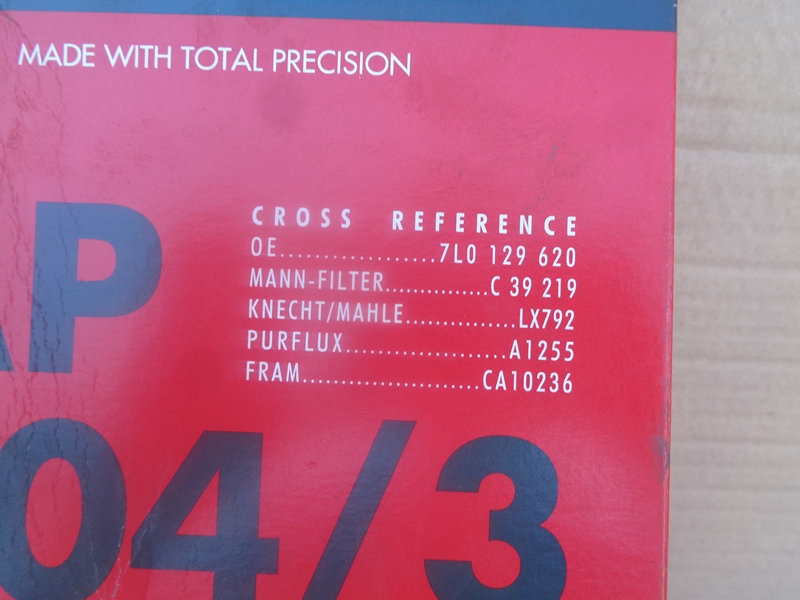 MADE WITH TOTAL PRECISION
CROSS REFERENCE
OE..................7L0 129 620
MANN-FILTER...............C 39 219
KNECHT/MAHLE...............LX792
PURFLUX....................A1255
FRAM.......................CA10236
AP
04/3